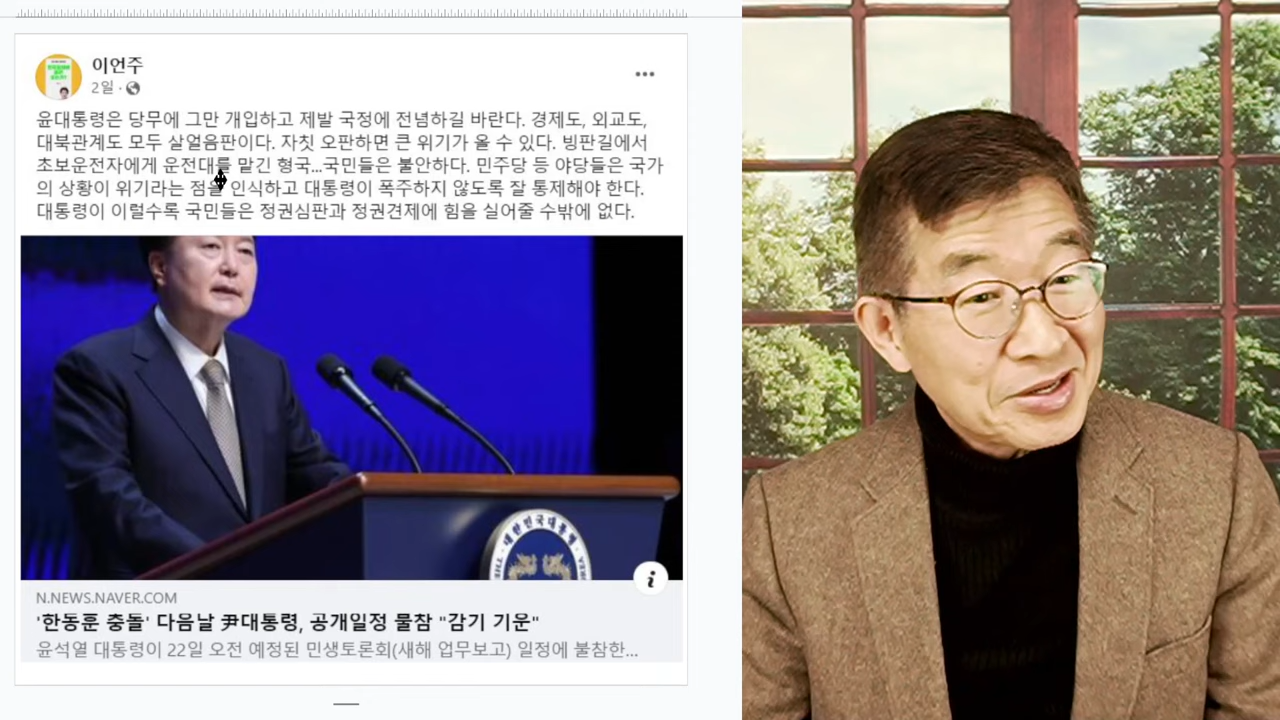 이언주
2일 ·
윤대통령은 당무에 그만 개입하고 제발 국정에 전념하길 바란다. 경제도, 외교도,
대북관계도 모두 살얼음판이다. 자칫 오판하면 큰 위기가 올 수 있다. 빙판길에서
초보운전자에게 운전대를 맡긴 형국...국민들은 불안하다. 민주당 등 야당들은 국가
의 상황이 위기라는 점을 인식하고 대통령이 폭주하지 않도록 잘 통제해야 한다.
대통령이 이럴수록 국민들은 정권심판과 정권견제에 힘을 실어줄 수밖에 없다.
대한민국대통령
N.NEWS.NAVER.COM
'한동훈 충돌' 다음날 尹대통령, 공개일정 불참 "감기 기운"
윤석열 대통령이 22일 오전 예정된 민생토론회(새해 업무보고) 일정에 불참한...